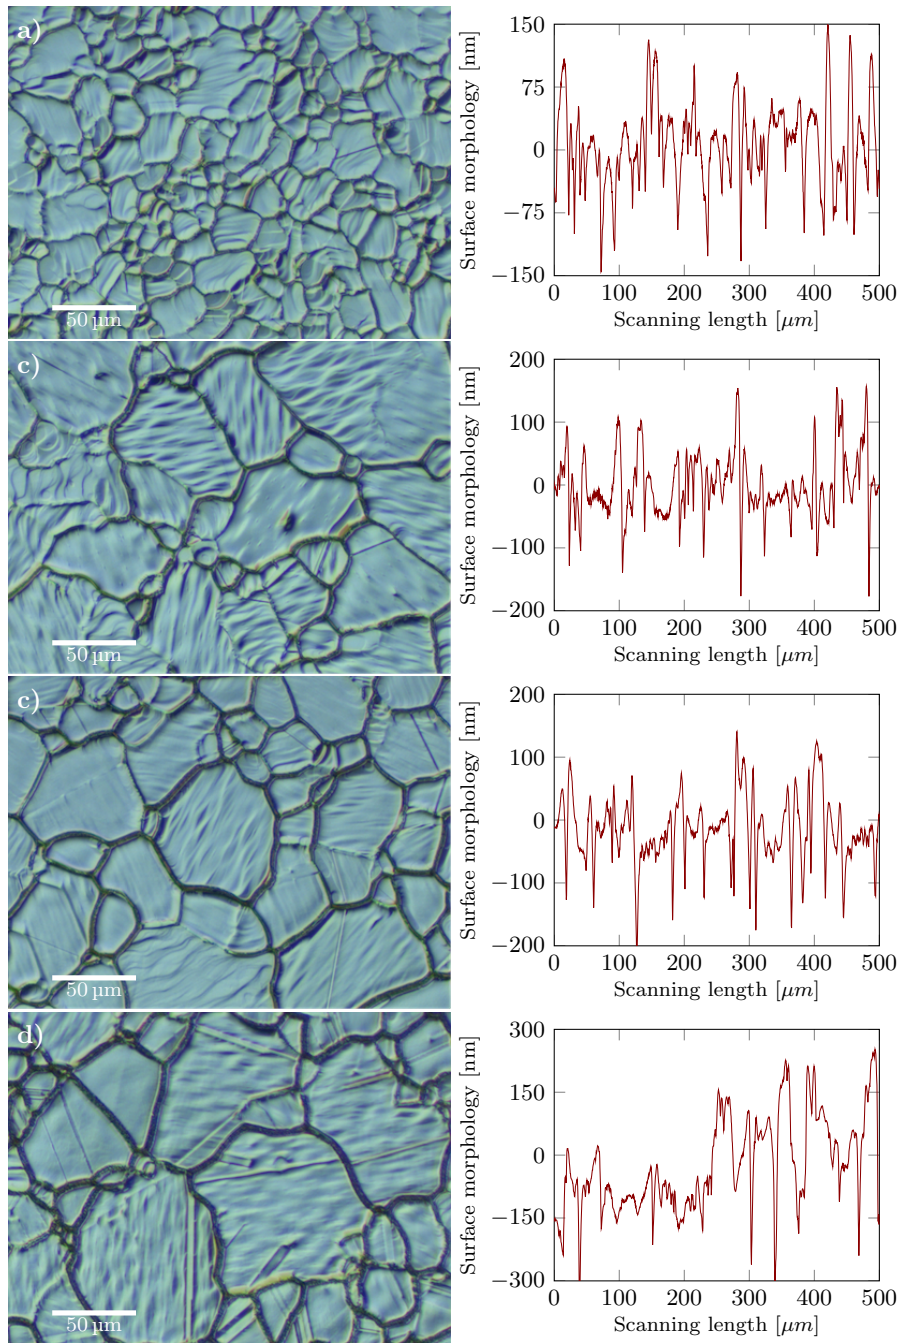 a)
50 µm
Surface morphology [nm]
150
75
0
−75
−150
0 100 200 300 400 500
Scanning length [µm]
c)
50 µm
Surface morphology [nm]
200
100
0
−100
−200
0 100 200 300 400 500
Scanning length [µm]
c)
50 µm
Surface morphology [nm]
200
100
0
−100
−200
0 100 200 300 400 500
Scanning length [µm]
d)
50 µm
Surface morphology [nm]
300
150
0
−150
−300
0 100 200 300 400 500
Scanning length [µm]